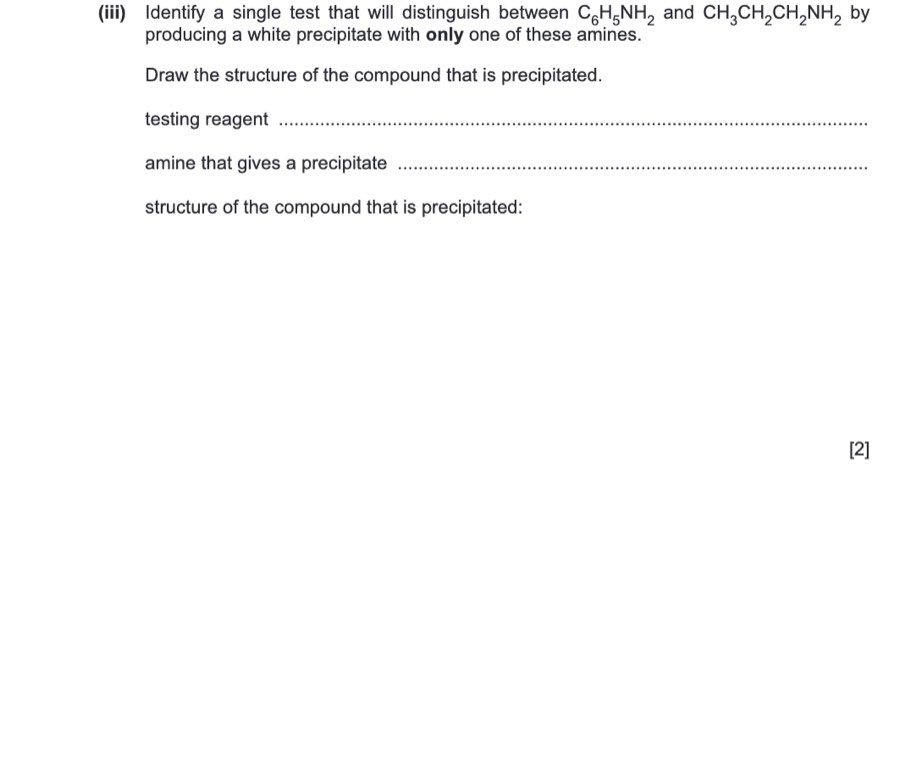 (iii) Identify a single test that will distinguish between C₆H₅NH₂ and CH₃CH₂CH₂NH₂ by
producing a white precipitate with only one of these amines.
Draw the structure of the compound that is precipitated.
testing reagent ........................................................................................................................
amine that gives a precipitate ................................................................................................
structure of the compound that is precipitated:
[2]